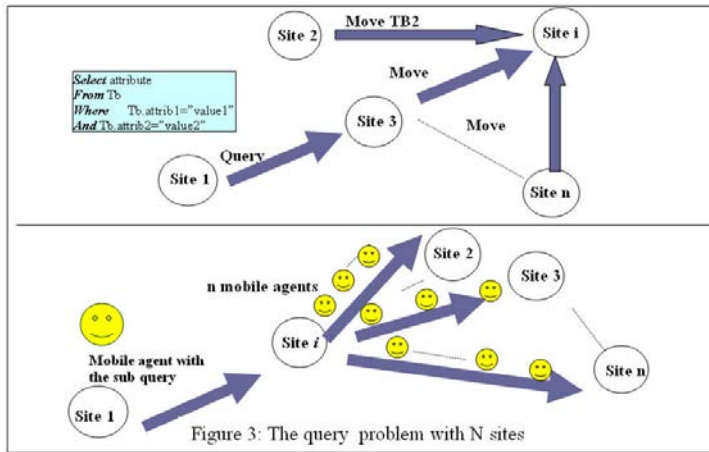 Site 2
Move TB2
Site i
Move
Select attribute
From Tb
Where Tb.attrib1="value1"
And Tb.attrib2="value2"
Site 3
Move
Query
Site 1
Site n
Site 2
Site 3
n mobile agents
Site i
Mobile agent with
the sub query
Site n
Site 1
Figure 3: The query problem with N sites